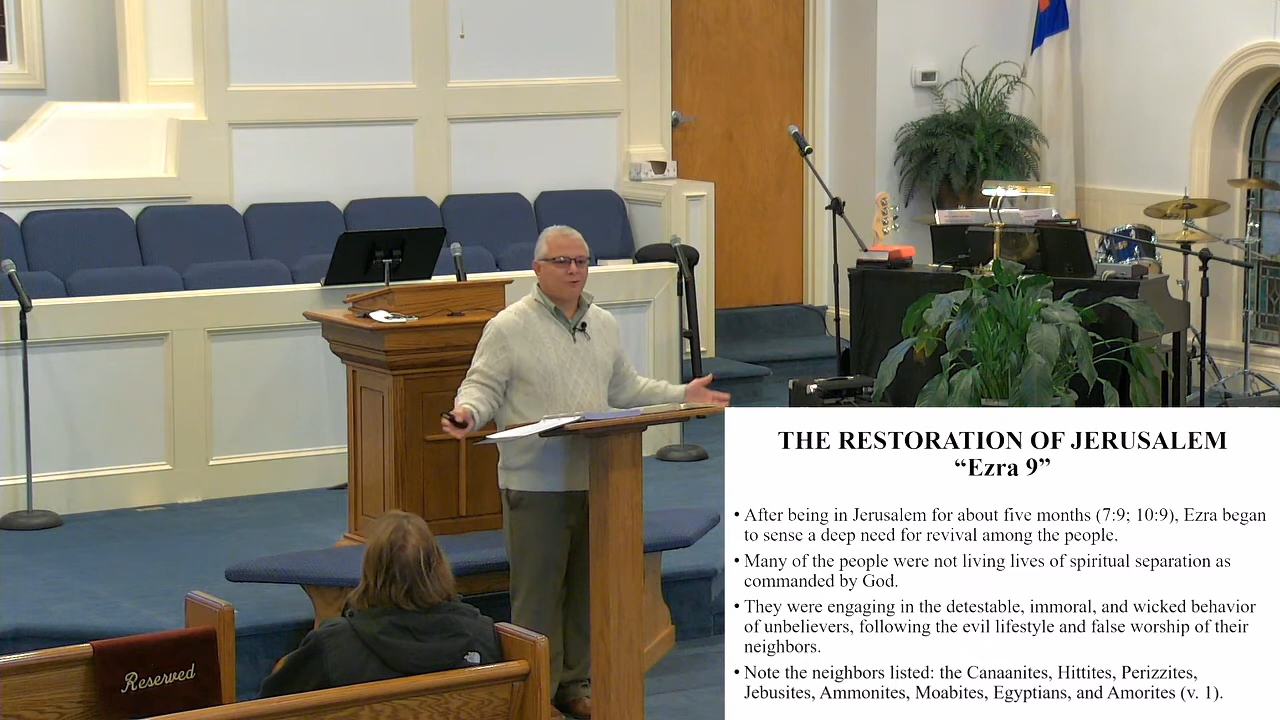 THE RESTORATION OF JERUSALEM
“Ezra 9”
• After being in Jerusalem for about five months (7:9; 10:9), Ezra began
to sense a deep need for revival among the people.
• Many of the people were not living lives of spiritual separation as
commanded by God.
• They were engaging in the detestable, immoral, and wicked behavior
of unbelievers, following the evil lifestyle and false worship of their
neighbors.
• Note the neighbors listed: the Canaanites, Hittites, Perizzites,
Jebusites, Ammonites, Moabites, Egyptians, and Amorites (v. 1).
Reserved